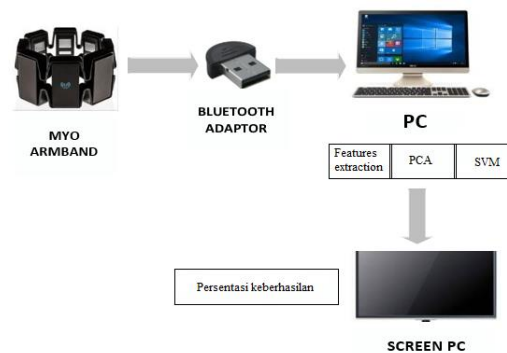 MYO
ARMBAND
BLUETOOTH
ADAPTOR
PC
Features
extraction
PCA
SVM
Persentasi keberhasilan
SCREEN PC